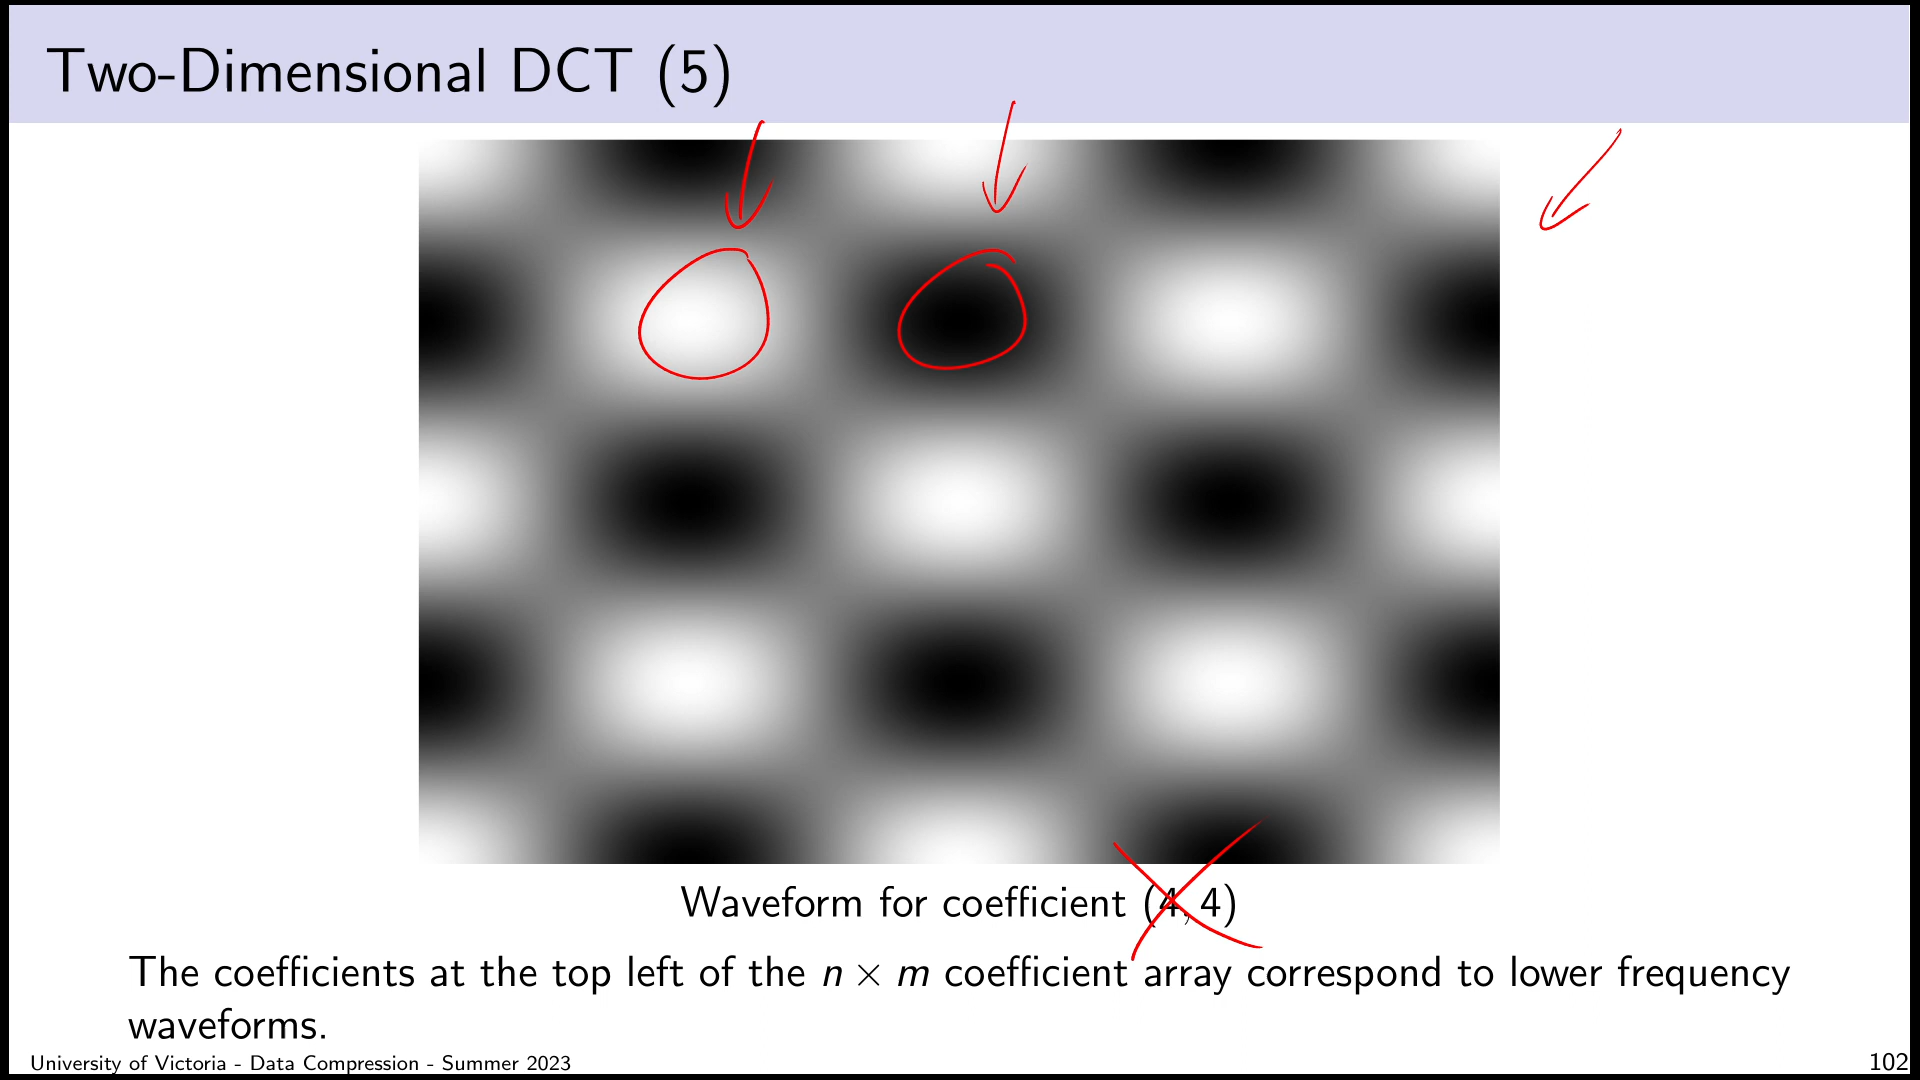 Two-Dimensional DCT (5)
Waveform for coefficient (4, 4)
The coefficients at the top left of the n × m coefficient array correspond to lower frequency
waveforms.
University of Victoria - Data Compression - Summer 2023
102